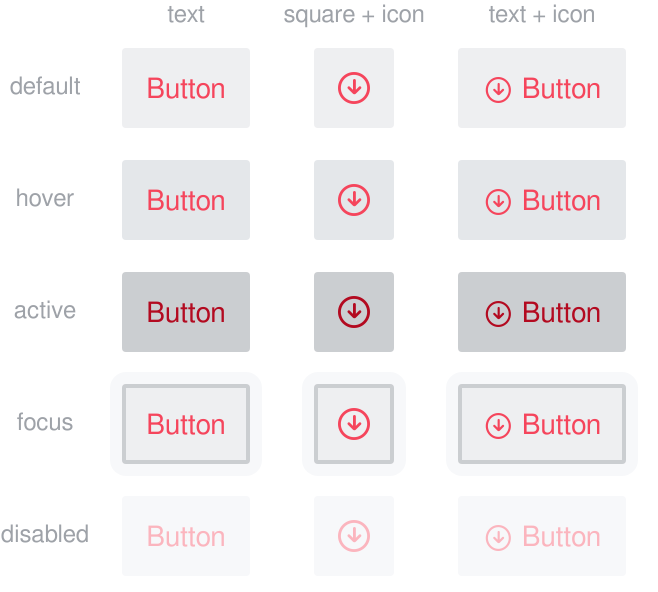 text square + icon text + icon
default Button Button
hover Button Button
active Button Button
focus Button Button
disabled Button Button